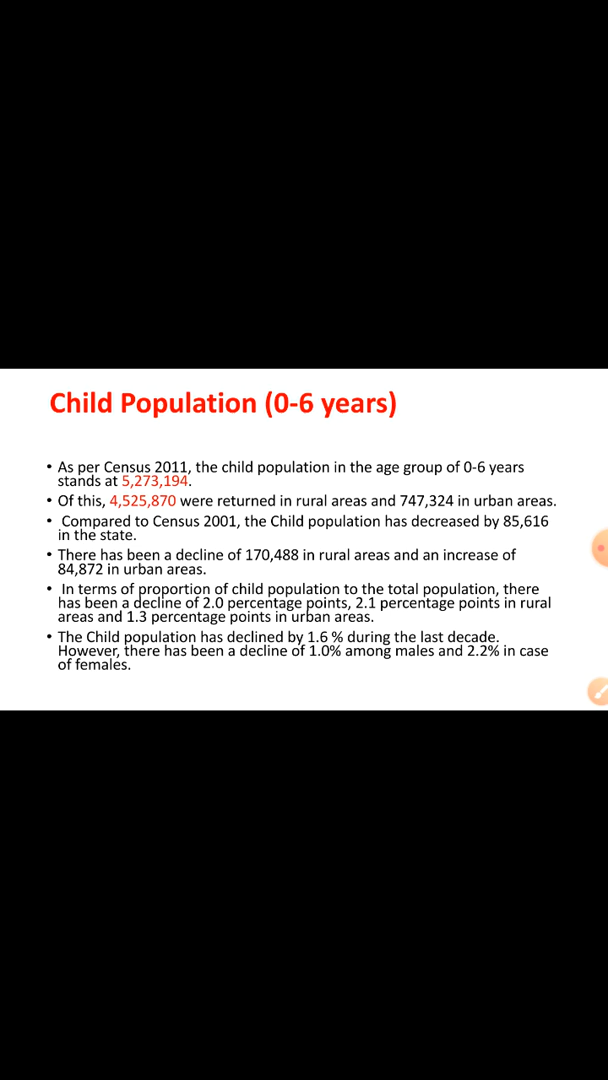 Child Population (0-6 years)
• As per Census 2011, the child population in the age group of 0-6 years
stands at 5,273,194.
• Of this, 4,525,870 were returned in rural areas and 747,324 in urban areas.
• Compared to Census 2001, the Child population has decreased by 85,616
in the state.
• There has been a decline of 170,488 in rural areas and an increase of
84,872 in urban areas.
• In terms of proportion of child population to the total population, there
has been a decline of 2.0 percentage points, 2.1 percentage points in rural
areas and 1.3 percentage points in urban areas.
• The Child population has declined by 1.6 % during the last decade.
However, there has been a decline of 1.0% among males and 2.2% in case
of females.